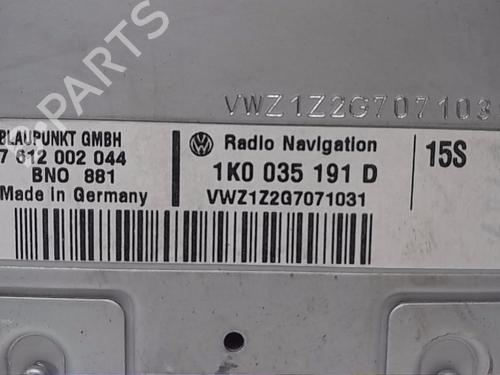 PARTS
VWZ1Z2G707103
BLAUPUNKT GMBH
7 612 002 044
BNO 881
Made in Germany
Radio Navigation
1K0 035 191 D
VWZ1Z2G7071031
15S